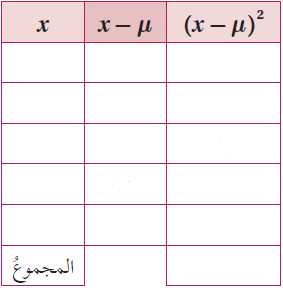 x x − μ (x − μ)²
المجموعُ